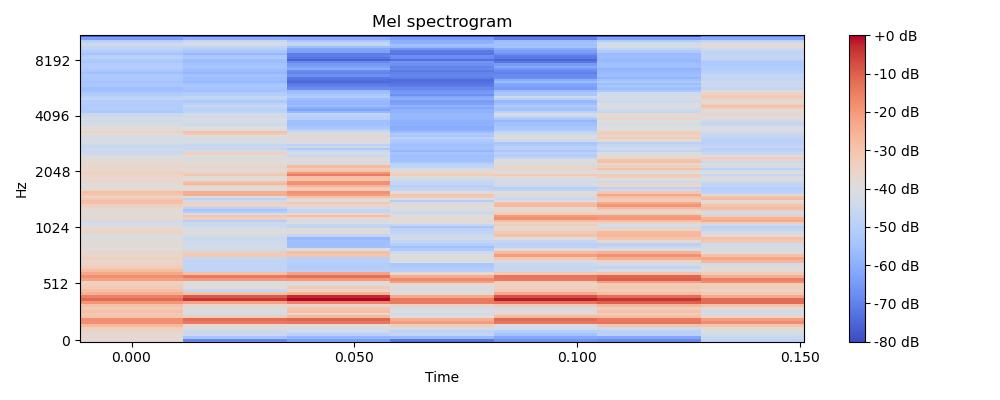 Mel spectrogram
8192
4096
2048
1024
512
0
Hz
0.000
0.050
0.100
0.150
Time
+0 dB
-10 dB
-20 dB
-30 dB
-40 dB
-50 dB
-60 dB
-70 dB
-80 dB